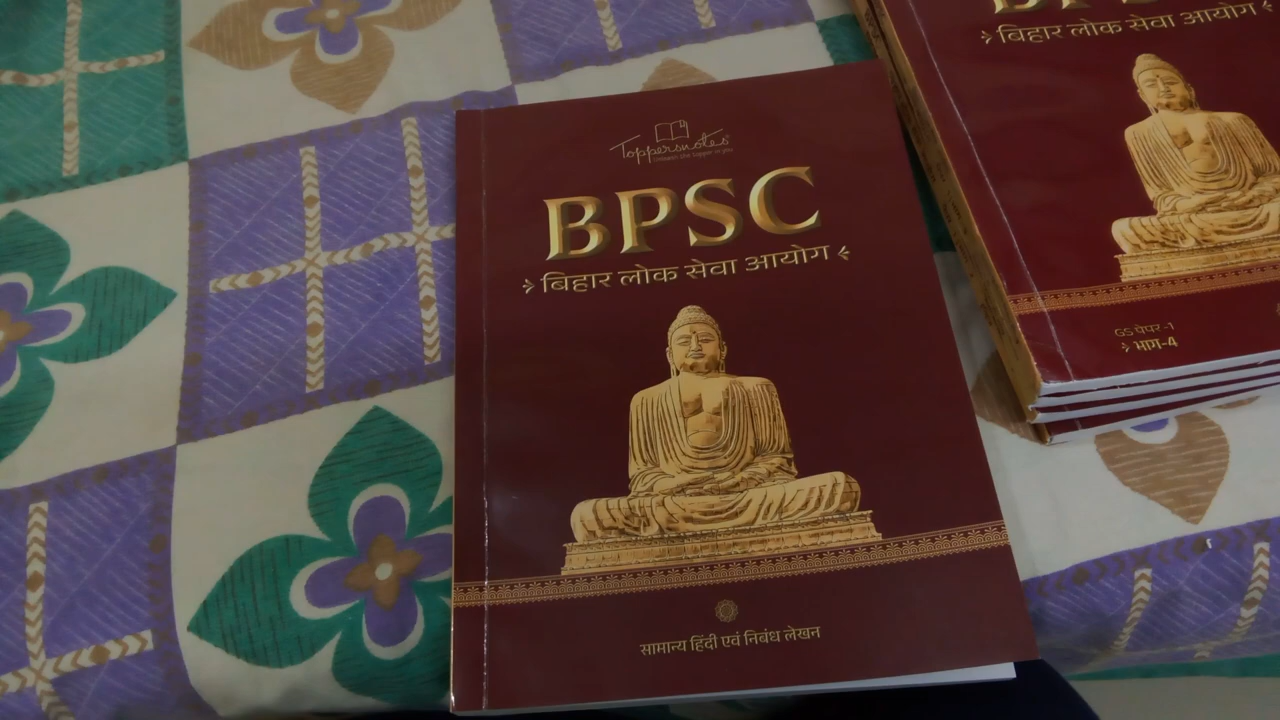 Toppersnotes
Unleash the topper in you
BPSC
बिहार लोक सेवा आयोग
सामान्य हिंदी एवं निबंध लेखन
बिहार लोक सेवा आयोग
GS पेपर -1
भाग-4